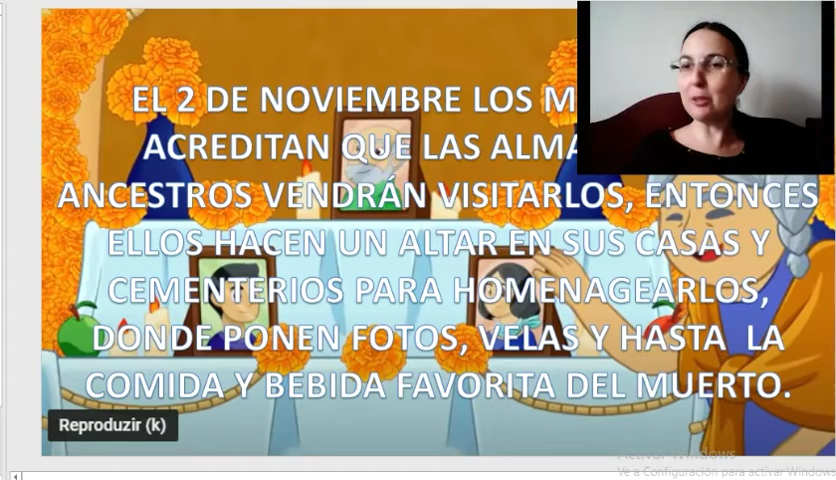 EL 2 DE NOVIEMBRE LOS M
ACREDITAN QUE LAS ALMA
ANCESTROS VENDRÁN VISITARLOS, ENTONCES
ELLOS HACEN UN ALTAR EN SUS CASAS Y
CEMENTERIOS PARA HOMENAGEARLOS,
DONDE PONEN FOTOS, VELAS Y HASTA LA
COMIDA Y BEBIDA FAVORITA DEL MUERTO.
Reproduzir (k)
Activar Windows
Ve a Configuración para activar Windows